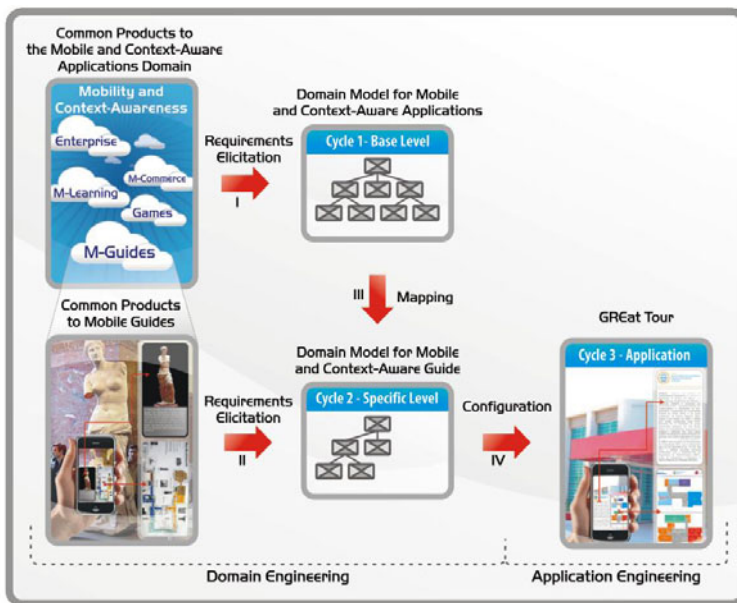 Common Products to
the Mobile and Context-Aware
Applications Domain
Mobility and
Context-Awareness
Enterprise
M-Commerce
M-Learning
Games
M-Guides
Requirements
Elicitation
I
Domain Model for Mobile
and Context-Aware Applications
Cycle 1- Base Level
III
Mapping
Common Products
to Mobile Guides
Requirements
Elicitation
II
Domain Model for Mobile
and Context-Aware Guide
Cycle 2 - Specific Level
Configuration
IV
GREat Tour
Cycle 3 - Application
Domain Engineering
Application Engineering